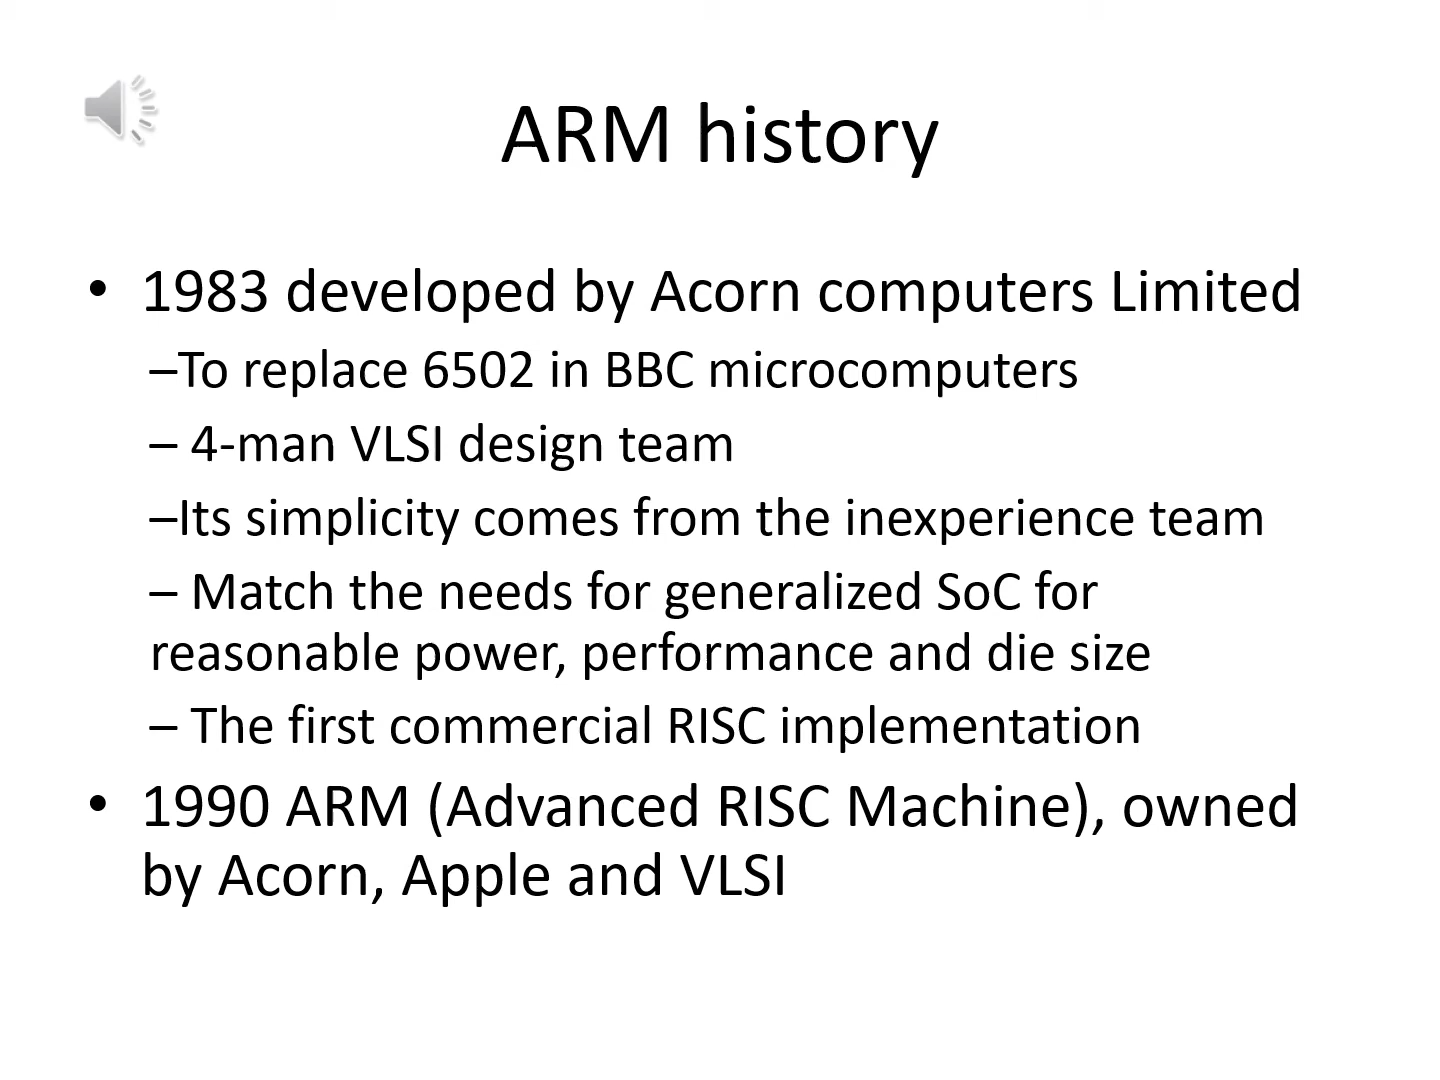 ARM history
• 1983 developed by Acorn computers Limited
–To replace 6502 in BBC microcomputers
– 4-man VLSI design team
–Its simplicity comes from the inexperience team
– Match the needs for generalized SoC for
reasonable power, performance and die size
– The first commercial RISC implementation
• 1990 ARM (Advanced RISC Machine), owned
by Acorn, Apple and VLSI